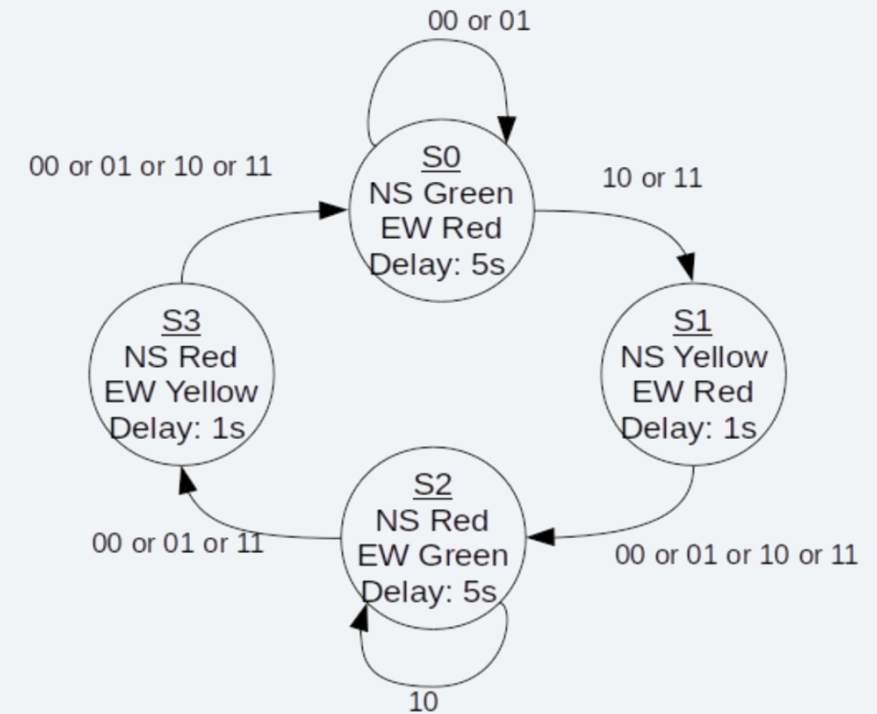 00 or 01
00 or 01 or 10 or 11
S0
NS Green
EW Red
Delay: 5s
10 or 11
S3
NS Red
EW Yellow
Delay: 1s
S1
NS Yellow
EW Red
Delay: 1s
S2
NS Red
EW Green
Delay: 5s
00 or 01 or 11
00 or 01 or 10 or 11
10